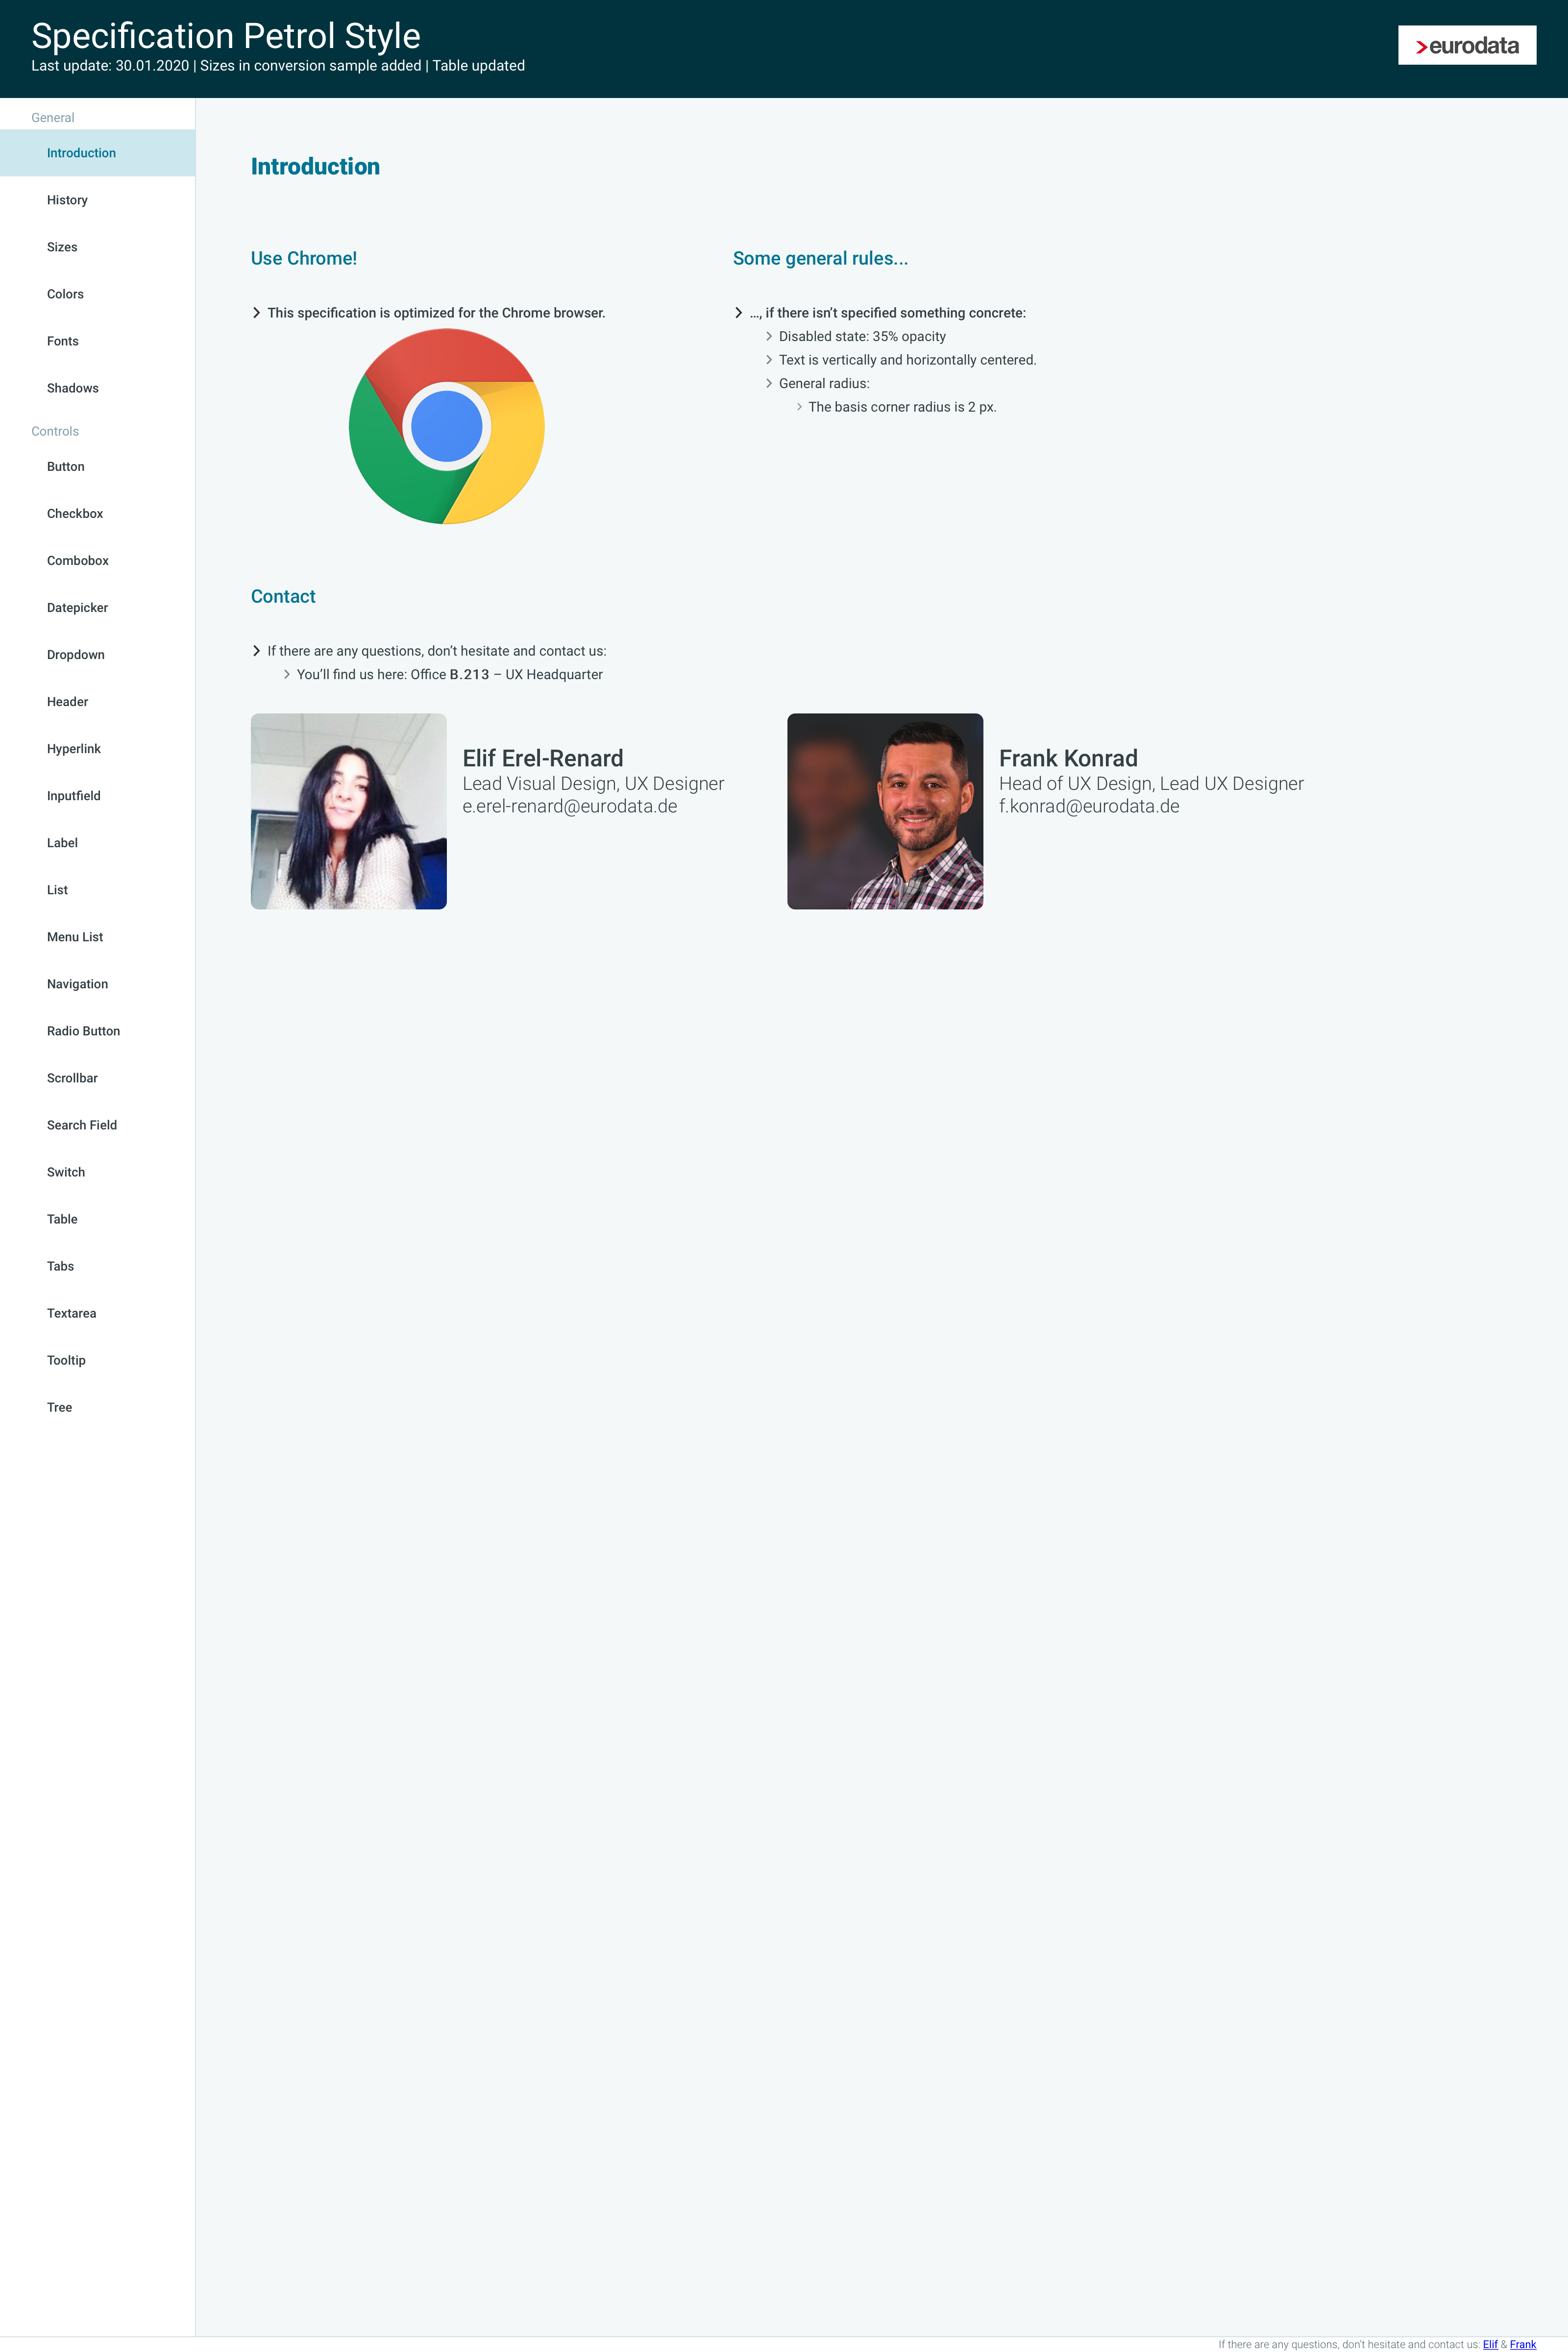 Specification Petrol Style
Last update: 30.01.2020 | Sizes in conversion sample added | Table updated
eurodata
General
Introduction
History
Sizes
Colors
Fonts
Shadows
Controls
Button
Checkbox
Combobox
Datepicker
Dropdown
Header
Hyperlink
Inputfield
Label
List
Menu List
Navigation
Radio Button
Scrollbar
Search Field
Switch
Table
Tabs
Textarea
Tooltip
Tree
Introduction
Use Chrome!
This specification is optimized for the Chrome browser.
Some general rules...
…, if there isn’t specified something concrete:
Disabled state: 35% opacity
Text is vertically and horizontally centered.
General radius:
The basis corner radius is 2 px.
Contact
If there are any questions, don’t hesitate and contact us:
You’ll find us here: Office B.213 – UX Headquarter
Elif Erel-Renard
Lead Visual Design, UX Designer
e.erel-renard@eurodata.de
Frank Konrad
Head of UX Design, Lead UX Designer
f.konrad@eurodata.de
If there are any questions, don’t hesitate and contact us: Elif & Frank